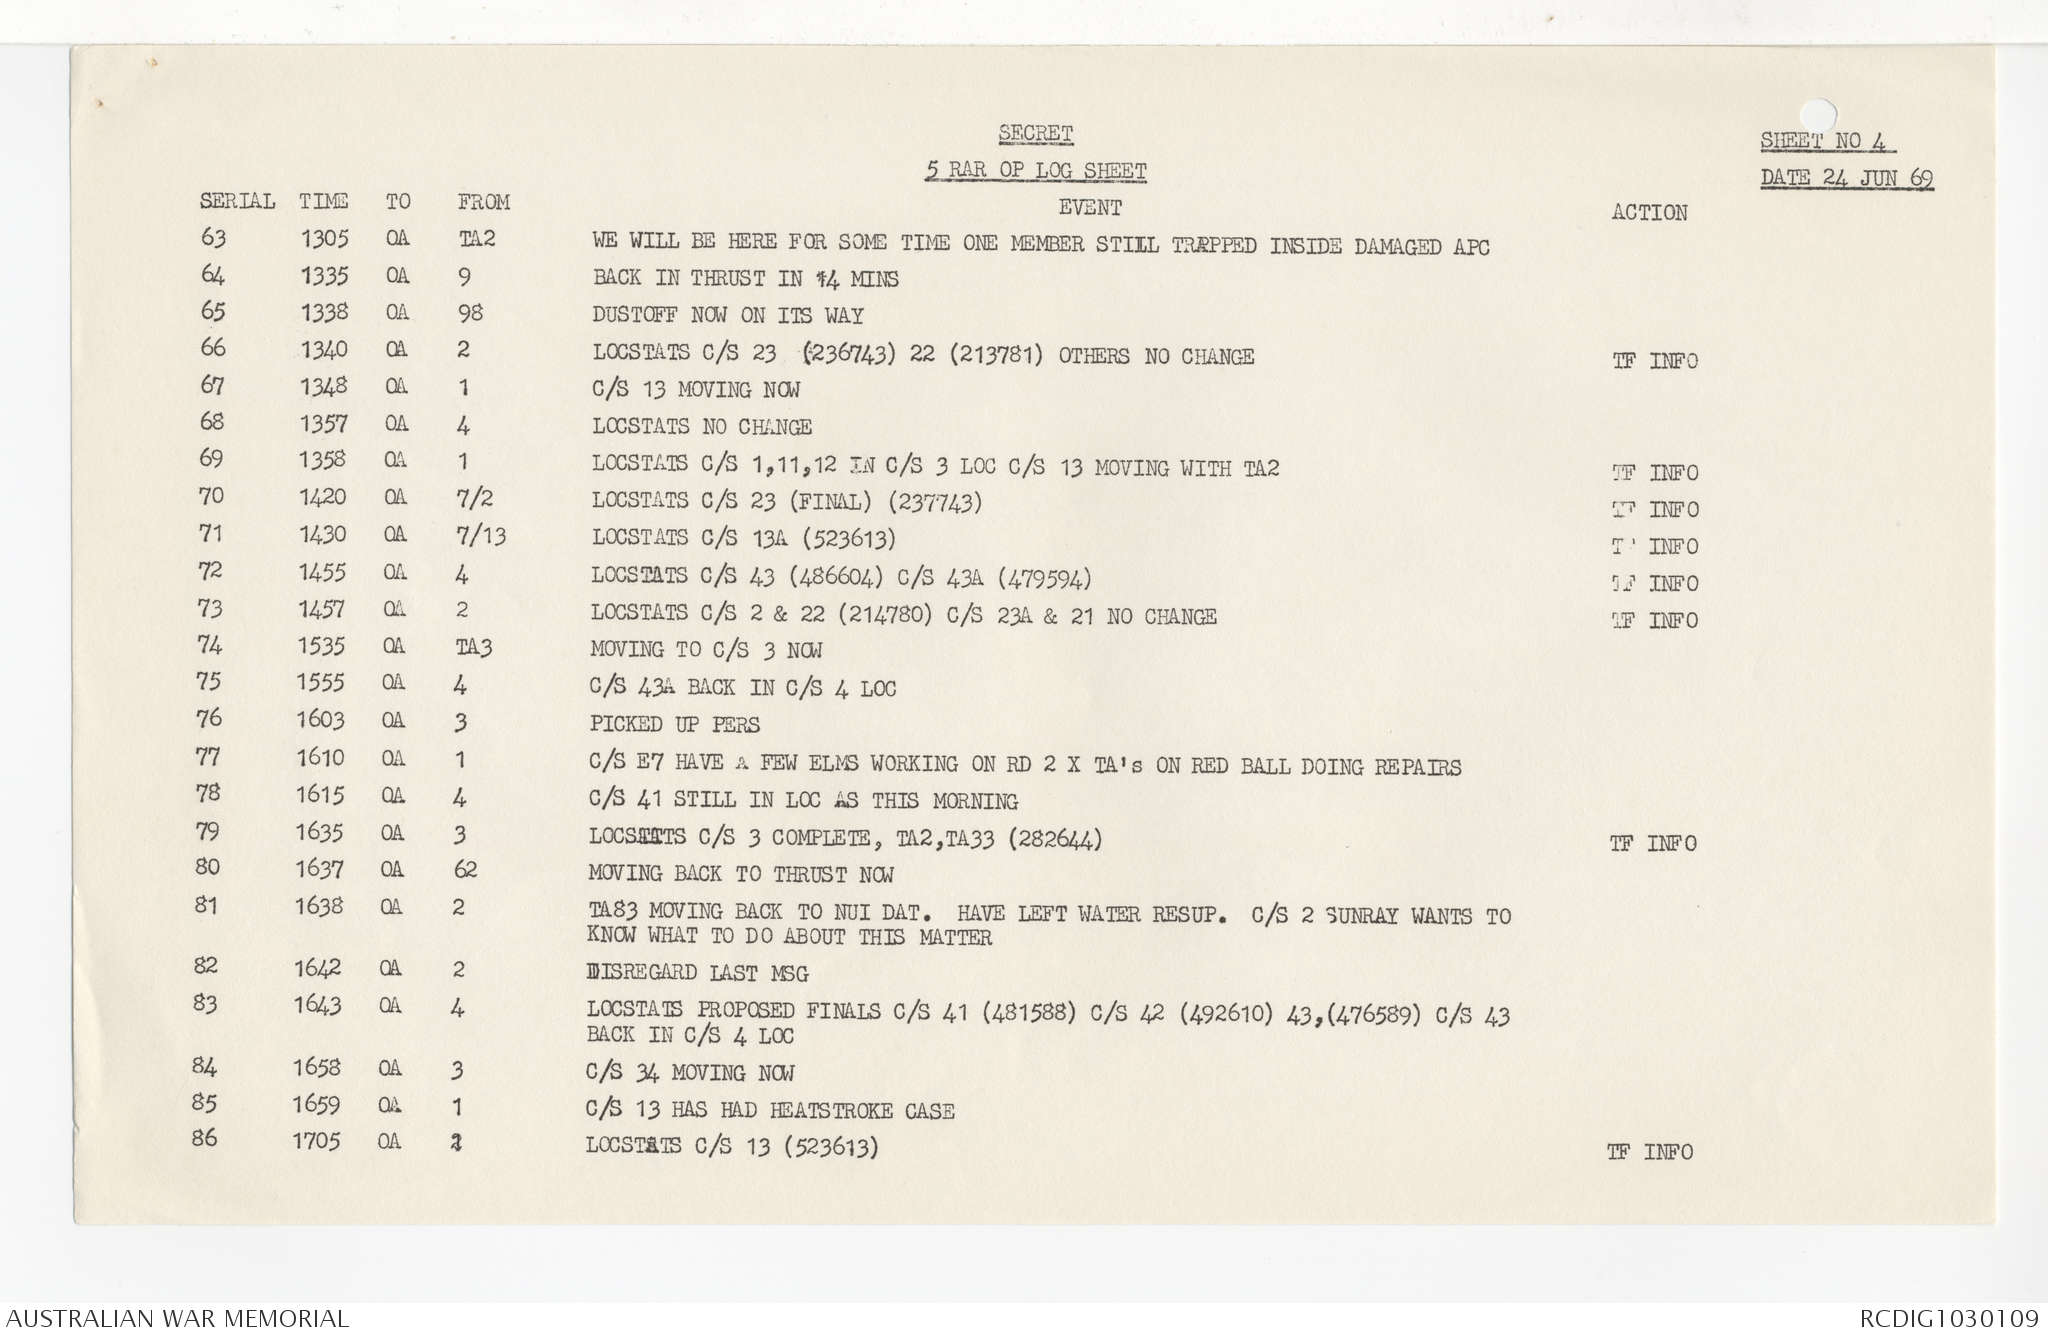 SECRET
5 RAR OP LOG SHEET
SHEET NO 4
DATE 24 JUN 69
SERIAL TIME TO FROM EVENT ACTION
63 1305 OA TA2 WE WILL BE HERE FOR SOME TIME ONE MEMBER STILL TRAPPED INSIDE DAMAGED APC
64 1335 OA 9 BACK IN THRUST IN 4 MINS
65 1338 OA 98 DUSTOFF NOW ON ITS WAY
66 1340 OA 2 LOCSTATS C/S 23 (236743) 22 (213781) OTHERS NO CHANGE TF INFO
67 1348 OA 1 C/S 13 MOVING NOW
68 1357 OA 4 LOCSTATS NO CHANGE
69 1358 OA 1 LOCSTATS C/S 1,11,12 IN C/S 3 LOC C/S 13 MOVING WITH TA2 TF INFO
70 1420 OA 7/2 LOCSTATS C/S 23 (FINAL) (237743) TF INFO
71 1430 OA 7/13 LOCSTATS C/S 13A (523613) TF INFO
72 1455 OA 4 LOCSTATS C/S 43 (486604) C/S 43A (479594) TF INFO
73 1457 OA 2 LOCSTATS C/S 2 & 22 (214780) C/S 23A & 21 NO CHANGE TF INFO
74 1535 OA TA3 MOVING TO C/S 3 NOW
75 1555 OA 4 C/S 43A BACK IN C/S 4 LOC
76 1603 OA 3 PICKED UP PERS
77 1610 OA 1 C/S E7 HAVE A FEW ELMS WORKING ON RD 2 X TA's ON RED BALL DOING REPAIRS
78 1615 OA 4 C/S 41 STILL IN LOC AS THIS MORNING
79 1635 OA 3 LOCSTATS C/S 3 COMPLETE, TA2,TA33 (282644) TF INFO
80 1637 OA 62 MOVING BACK TO THRUST NOW
81 1638 OA 2 TA83 MOVING BACK TO NUI DAT. HAVE LEFT WATER RESUP. C/S 2 SUNRAY WANTS TO
KNOW WHAT TO DO ABOUT THIS MATTER
82 1642 OA 2 DISREGARD LAST MSG
83 1643 OA 4 LOCSTATS PROPOSED FINALS C/S 41 (481588) C/S 42 (492610) 43,(476589) C/S 43
BACK IN C/S 4 LOC
84 1658 OA 3 C/S 34 MOVING NOW
85 1659 OA 1 C/S 13 HAS HAD HEATSTROKE CASE
86 1705 OA LOCSTATS C/S 13 (523613) TF INFO
AUSTRALIAN WAR MEMORIAL
RCDIG1030109